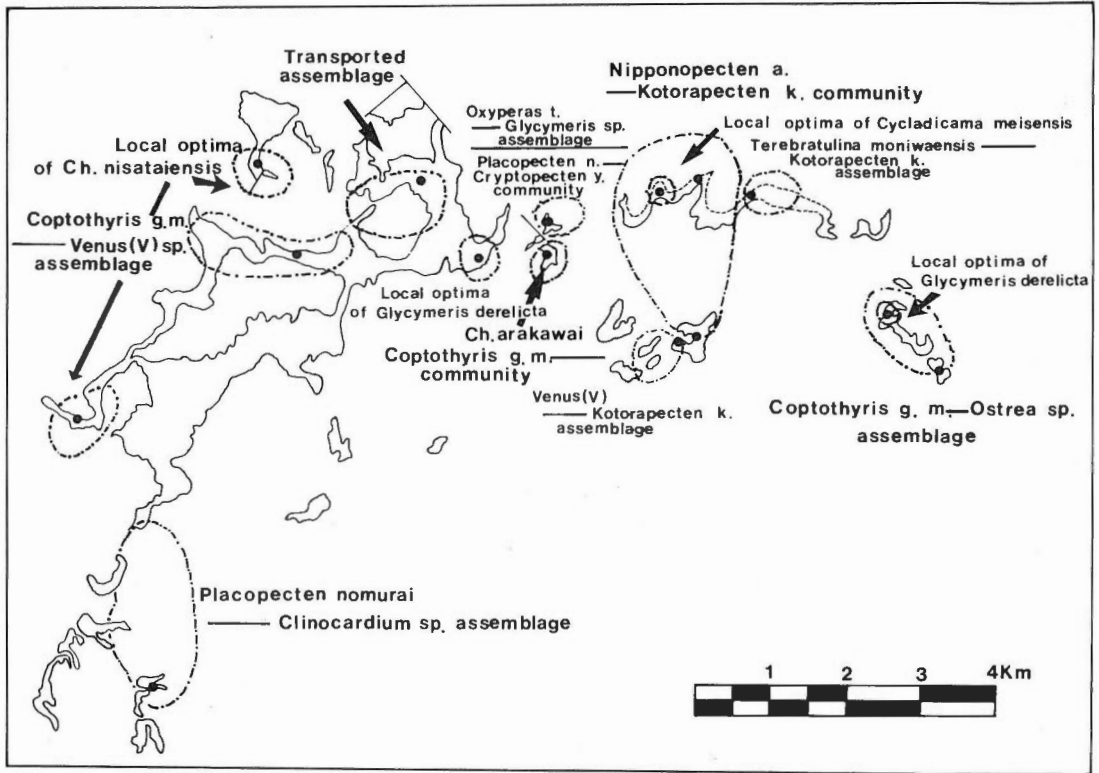 Transported
assemblage
Local optima
of Ch. nisataiensis
Coptothyris g.m.
—— Venus(V) sp.
assemblage
Oxyperas t.
—— Glycymeris sp.
assemblage
Placopecten n.——
Cryptopecten y.
community
Nipponopecten a.
——Kotorapecten k. community
Local optima of Cycladicama meisensis
Terebratulina moniwaensis ——
Kotorapecten k.
assemblage
Local optima
of Glycymeris derelicta
Ch. arakawai
Coptothyris g. m.——
community
Venus(V)
—— Kotorapecten k.
assemblage
Local optima of
Glycymeris derelicta
Coptothyris g. m.——Ostrea sp.
assemblage
Placopecten nomurai
—— Clinocardium sp. assemblage
1 2 3 4Km